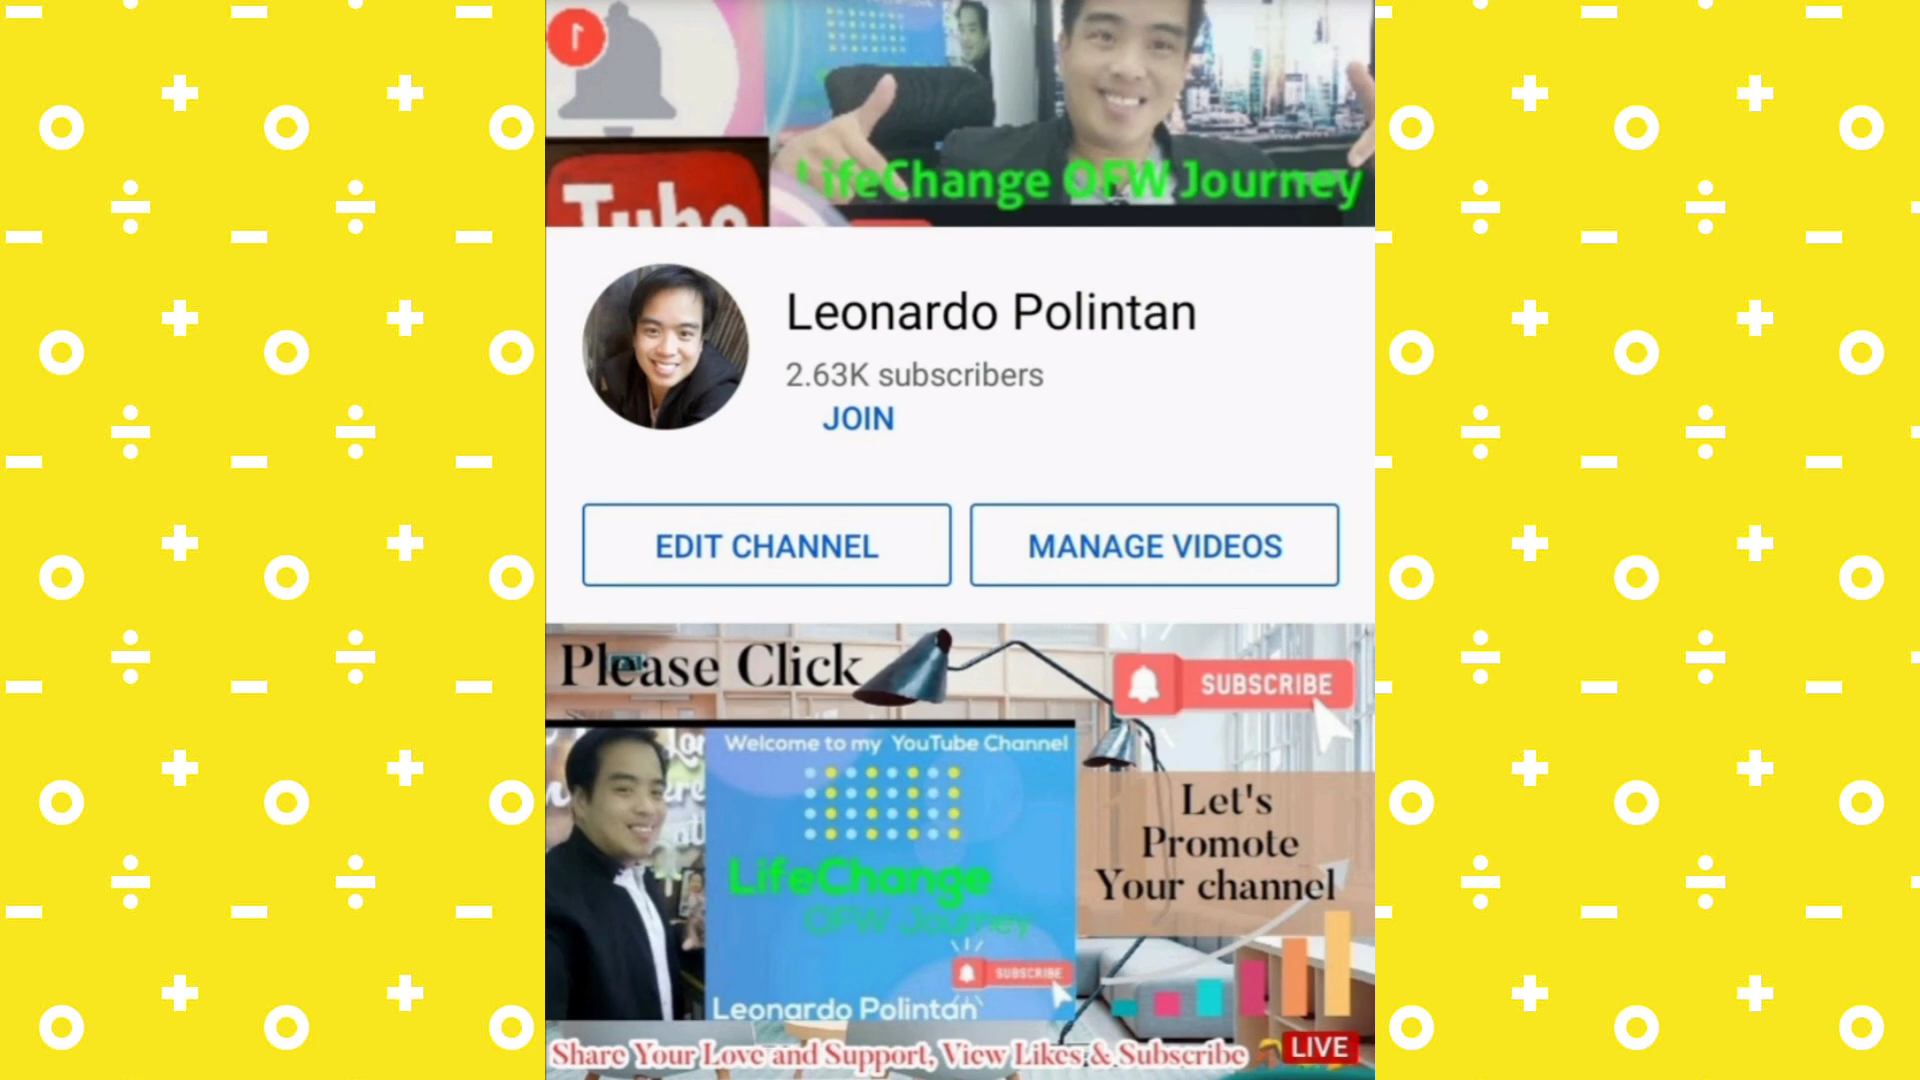 1
Tube
LifeChange OFW Journey
Leonardo Polintan
2.63K subscribers
JOIN
EDIT CHANNEL
MANAGE VIDEOS
Please Click
SUBSCRIBE
Welcome to my YouTube Channel
LifeChange
OFW Journey
SUBSCRIBE
Leonardo Polintan
Let's
Promote
Your channel
Share Your Love and Support, View Likes & Subscribe
LIVE